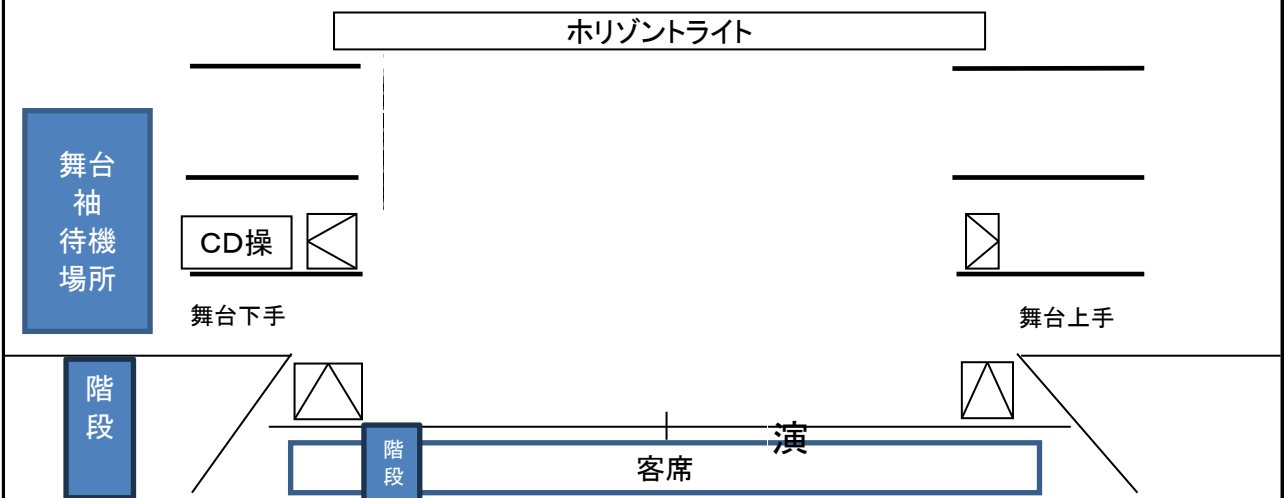 ホリゾントライト
舞台
袖
待機
場所
CD操
舞台下手
舞台上手
階
段
演
階
段
客席